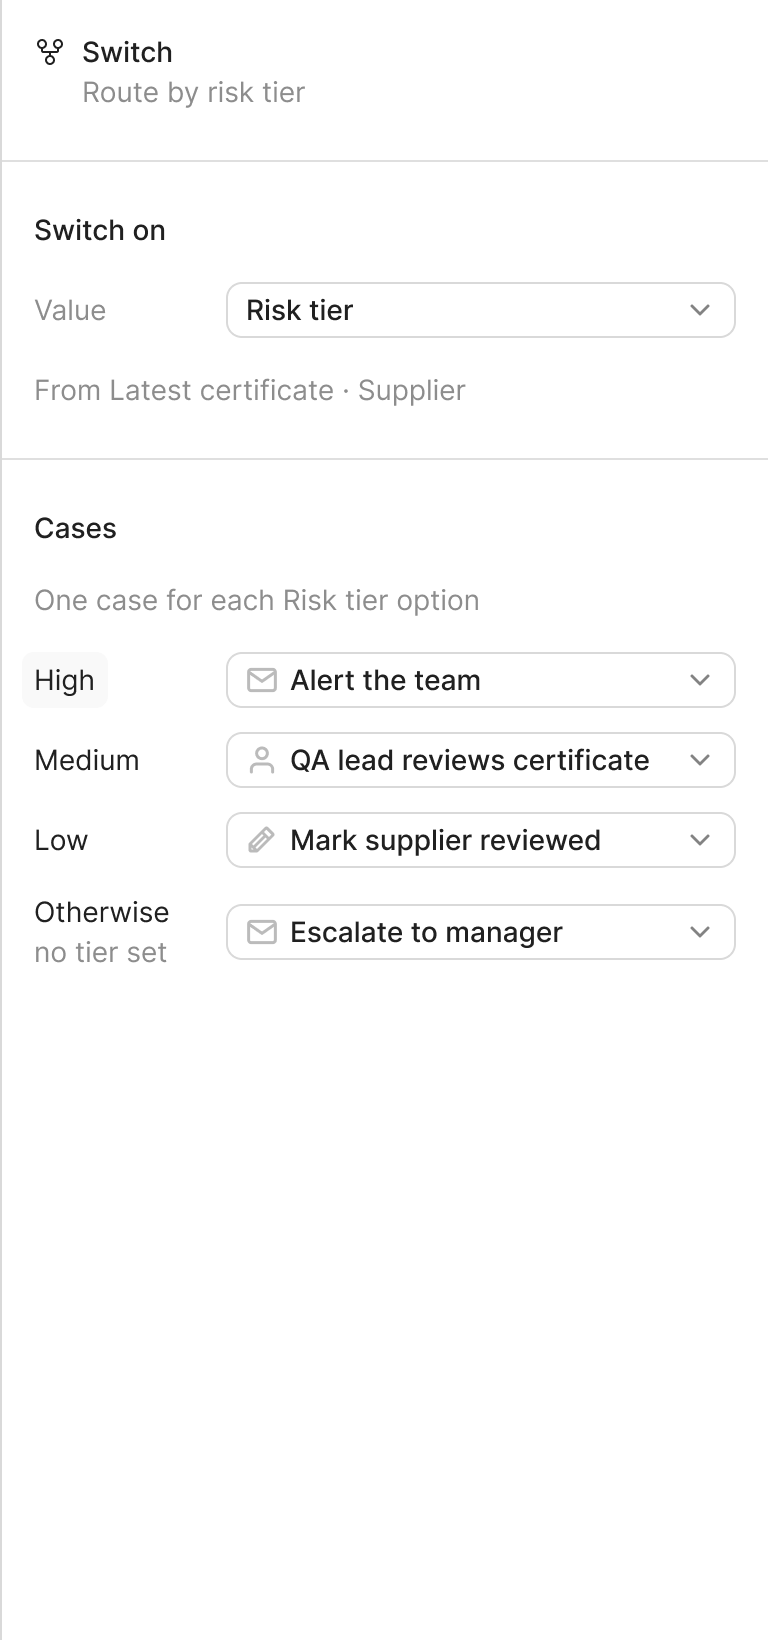 Switch
Route by risk tier
Switch on
Value
Risk tier
From Latest certificate · Supplier
Cases
One case for each Risk tier option
High
Alert the team
Medium
QA lead reviews certificate
Low
Mark supplier reviewed
Otherwise
no tier set
Escalate to manager